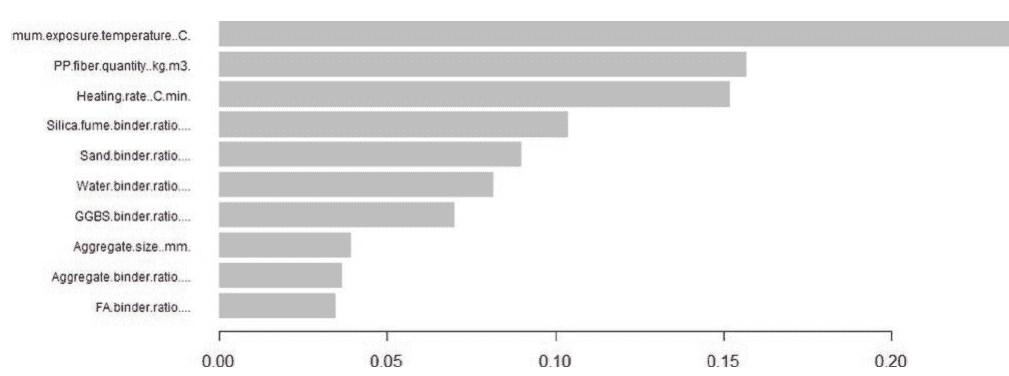 mum.exposure.temperature..C.
PP.fiber.quantity..kg.m3.
Heating.rate..C.min.
Silica.fume.binder.ratio....
Sand.binder.ratio....
Water.binder.ratio....
GGBS.binder.ratio....
Aggregate.size..mm.
Aggregate.binder.ratio....
FA.binder.ratio....
0.00 0.05 0.10 0.15 0.20